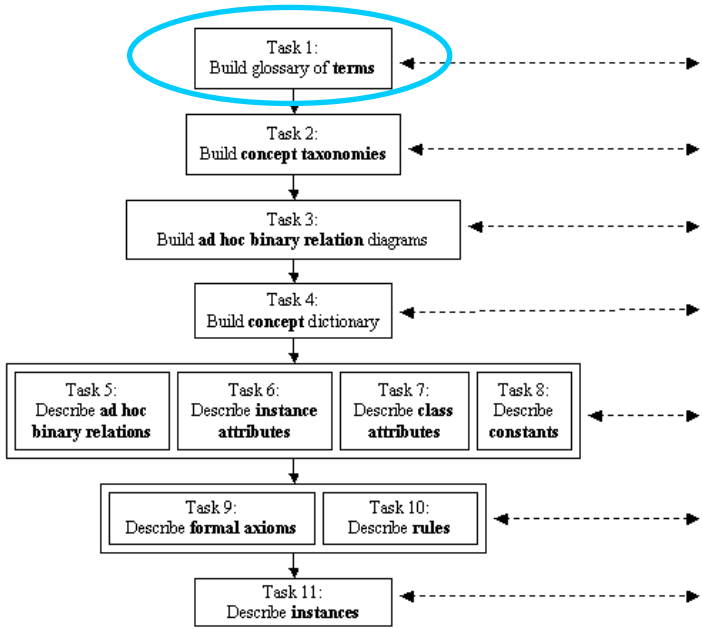 Task 1:
Build glossary of terms
Task 2:
Build concept taxonomies
Task 3:
Build ad hoc binary relation diagrams
Task 4:
Build concept dictionary
Task 5:
Describe ad hoc
binary relations
Task 6:
Describe instance
attributes
Task 7:
Describe class
attributes
Task 8:
Describe
constants
Task 9:
Describe formal axioms
Task 10:
Describe rules
Task 11:
Describe instances